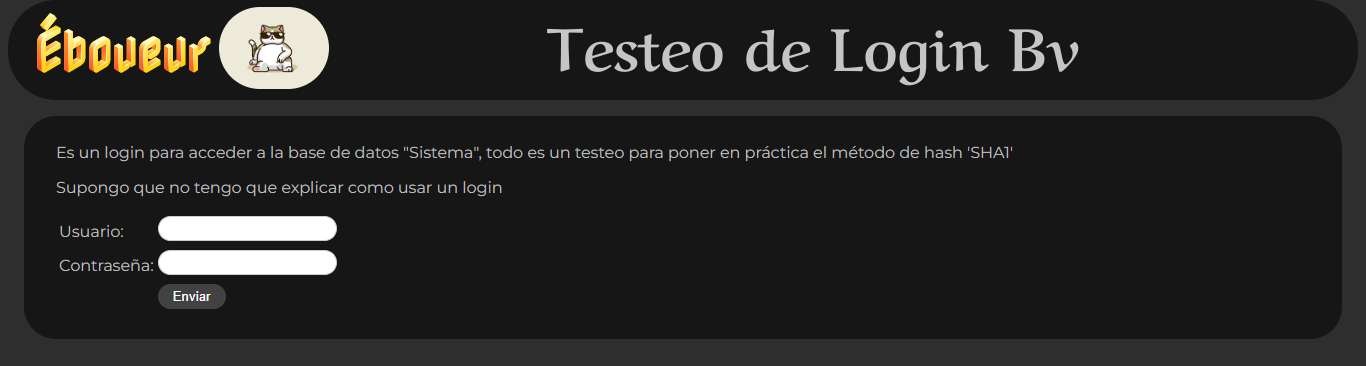 Éboueur
Testeo de Login Bv
Es un login para acceder a la base de datos "Sistema", todo es un testeo para poner en práctica el método de hash 'SHA1'
Supongo que no tengo que explicar como usar un login
Usuario:
Contraseña:
Enviar